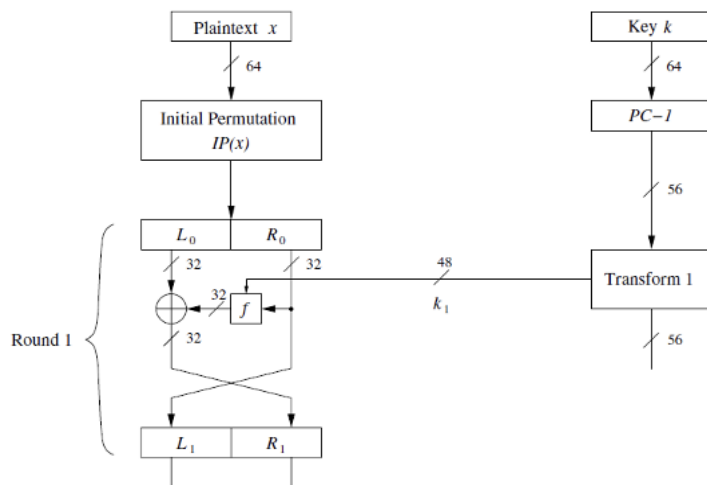 Plaintext x
Key k
64
64
Initial Permutation
IP(x)
PC-1
56
L0
R0
32
32
48
Transform 1
32
f
k1
32
56
Round 1
L1
R1